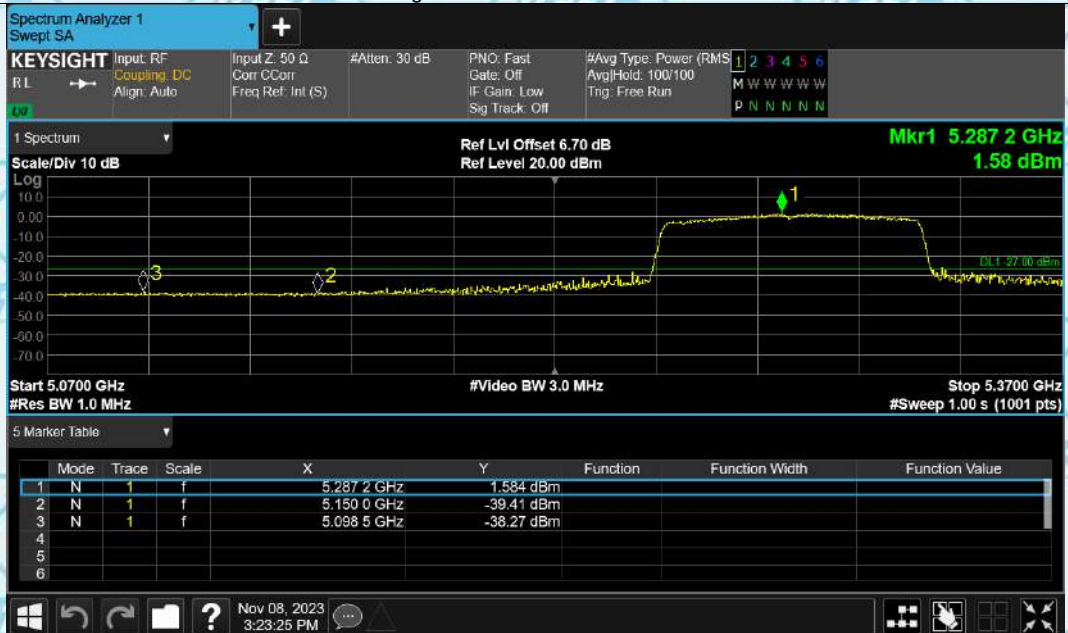 Spectrum Analyzer 1
Swept SA
+
KEYSIGHT Input: RF Input Z: 50 Ω #Atten: 30 dB PNO: Fast #Avg Type: Power (RMS 1 2 3 4 5 6
R L Coupling: DC Corr CCorr Gate: Off Avg|Hold: 100/100 M W W W W W
Align: Auto Freq Ref: Int (S) IF Gain: Low Trig: Free Run
Sig Track: Off P N N N N N
LXI
1 Spectrum Ref Lvl Offset 6.70 dB Mkr1 5.287 2 GHz
Scale/Div 10 dB Ref Level 20.00 dBm 1.58 dBm
Log
10.0 1
0.00
-10.0
-20.0
DL1 -27.00 dBm
-30.0 3 2
-40.0
-50.0
-60.0
-70.0
Start 5.0700 GHz #Video BW 3.0 MHz Stop 5.3700 GHz
#Res BW 1.0 MHz #Sweep 1.00 s (1001 pts)
5 Marker Table
Mode Trace Scale X Y Function Function Width Function Value
1 N 1 f 5.287 2 GHz 1.584 dBm
2 N 1 f 5.150 0 GHz -39.41 dBm
3 N 1 f 5.098 5 GHz -38.27 dBm
4
5
6
? Nov 08, 2023
3:23:25 PM